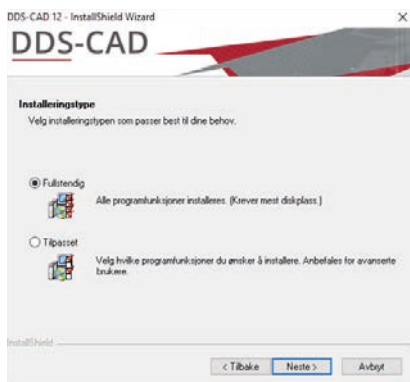 DDS-CAD 12 - InstallShield Wizard
DDS-CAD
Installeringstype
Velg installeringstypen som passer best til dine behov.
Fullstendig
Alle programfunksjoner installeres. (Krever mest diskplass.)
Tilpasset
Velg hvilke programfunksjoner du ønsker å installere. Anbefales for avanserte
brukere.
InstallShield
< Tilbake
Neste >
Avbryt